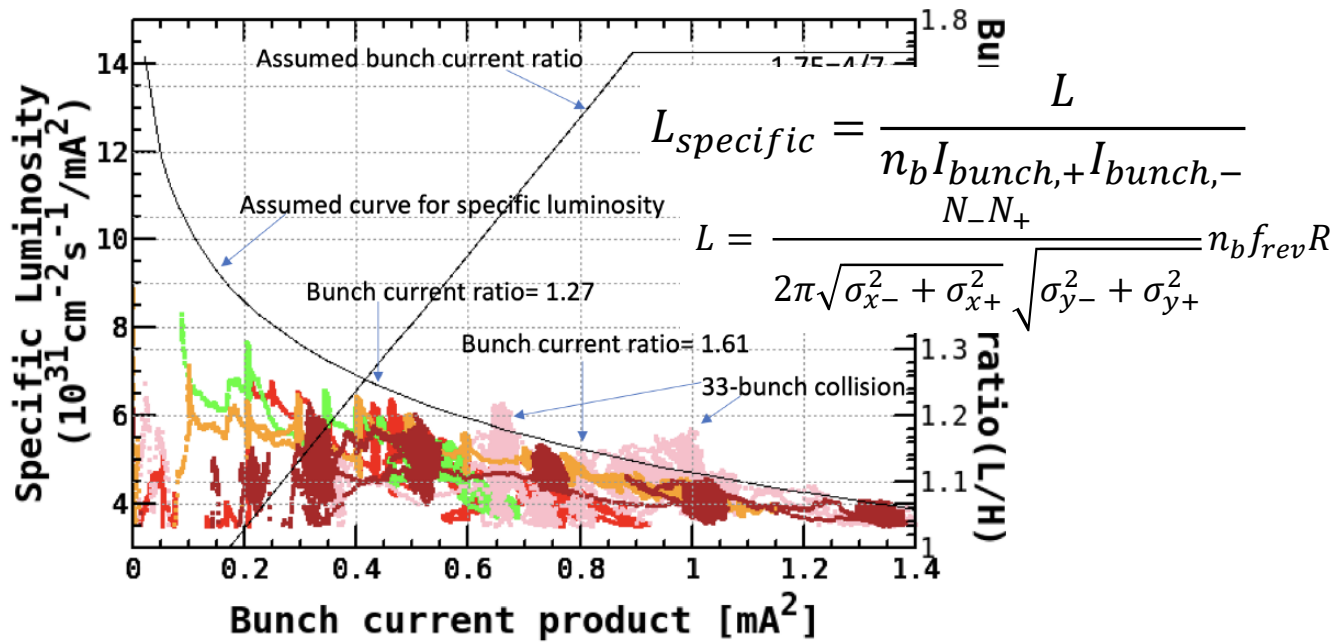 1.8
14
12
10
8
6
4
Specific Luminosity
(10^31 cm^-2 s^-1/mA^2)
Assumed bunch current ratio
1.75=4/7
Assumed curve for specific luminosity
Bunch current ratio= 1.27
Bunch current ratio= 1.61
33-bunch collision
L_specific = L / (n_b I_bunch,+ I_bunch,−)
L = N_− N_+ / (2π√(σ_x−^2 + σ_x+^2) √(σ_y−^2 + σ_y+^2)) n_b f_rev R
1.3
1.2
1.1
1
Bu
ratio(L/H)
0 0.2 0.4 0.6 0.8 1 1.2 1.4
Bunch current product [mA^2]